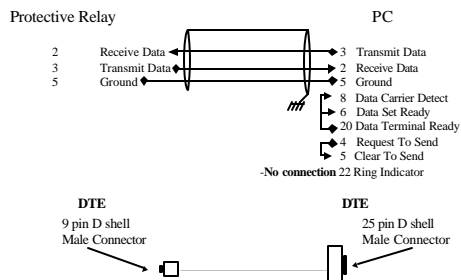 Protective Relay PC
2 Receive Data 3 Transmit Data
3 Transmit Data 2 Receive Data
5 Ground 5 Ground
8 Data Carrier Detect
6 Data Set Ready
20 Data Terminal Ready
4 Request To Send
5 Clear To Send
-No connection 22 Ring Indicator
DTE DTE
9 pin D shell 25 pin D shell
Male Connector Male Connector